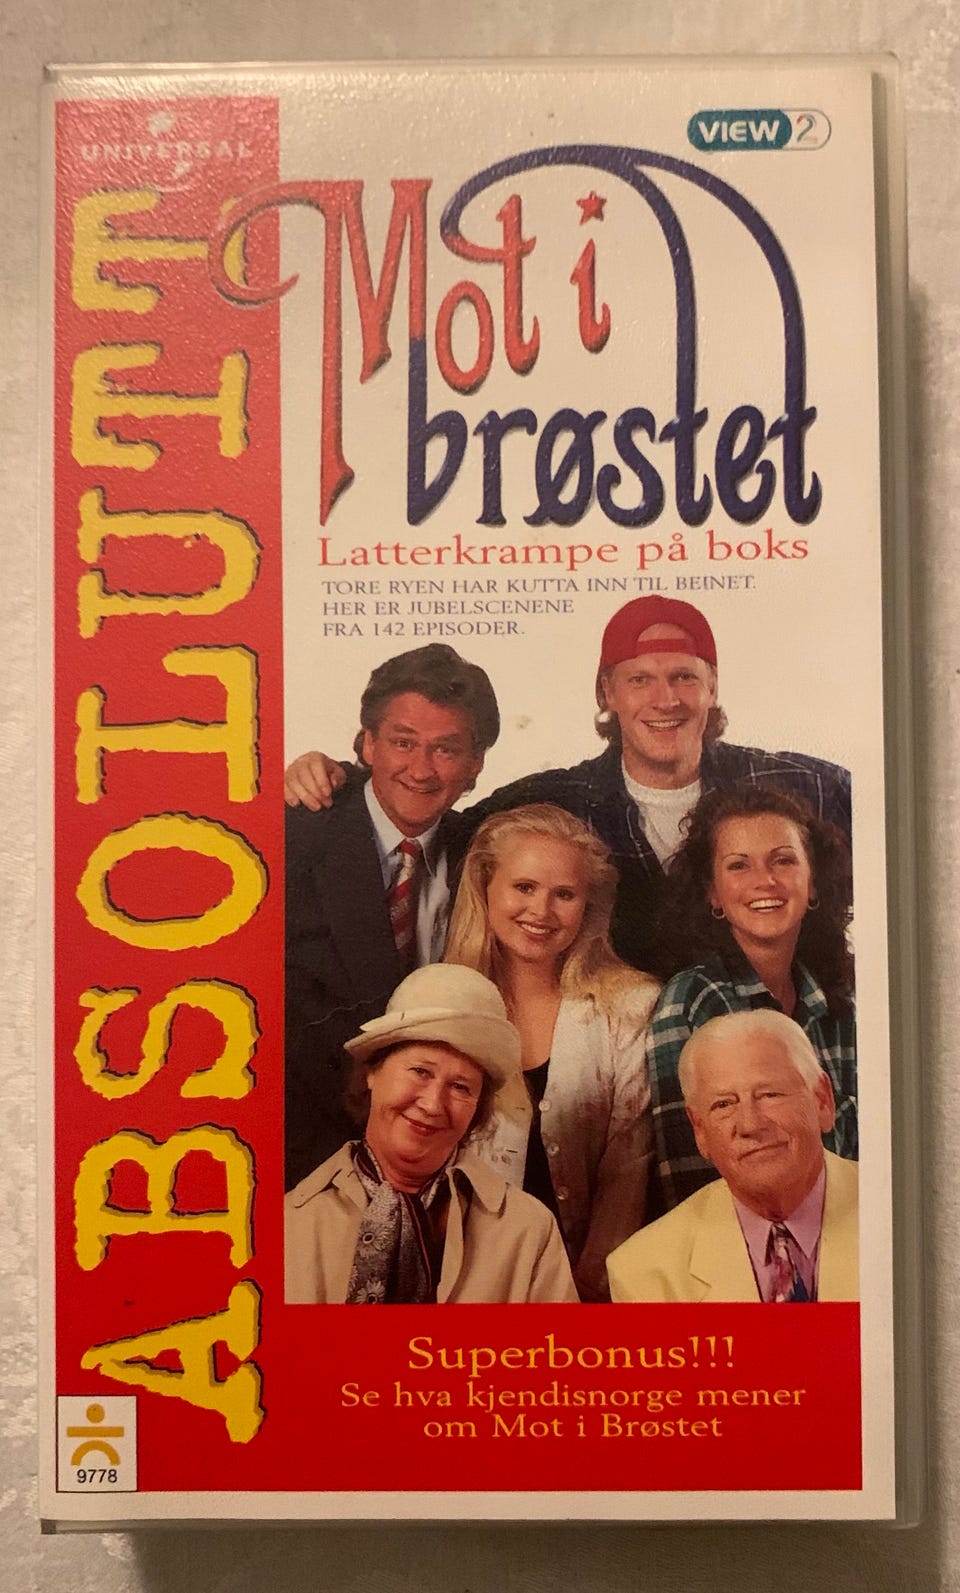 UNIVERSAL
VIEW 2
ABSOLUTT
Mot i
brøstet
Latterkrampe på boks
TORE RYEN HAR KUTTA INN TIL BEINET.
HER ER JUBELSCENENE
FRA 142 EPISODER.
Superbonus!!!
Se hva kjendisnorge mener
om Mot i Brøstet
9778